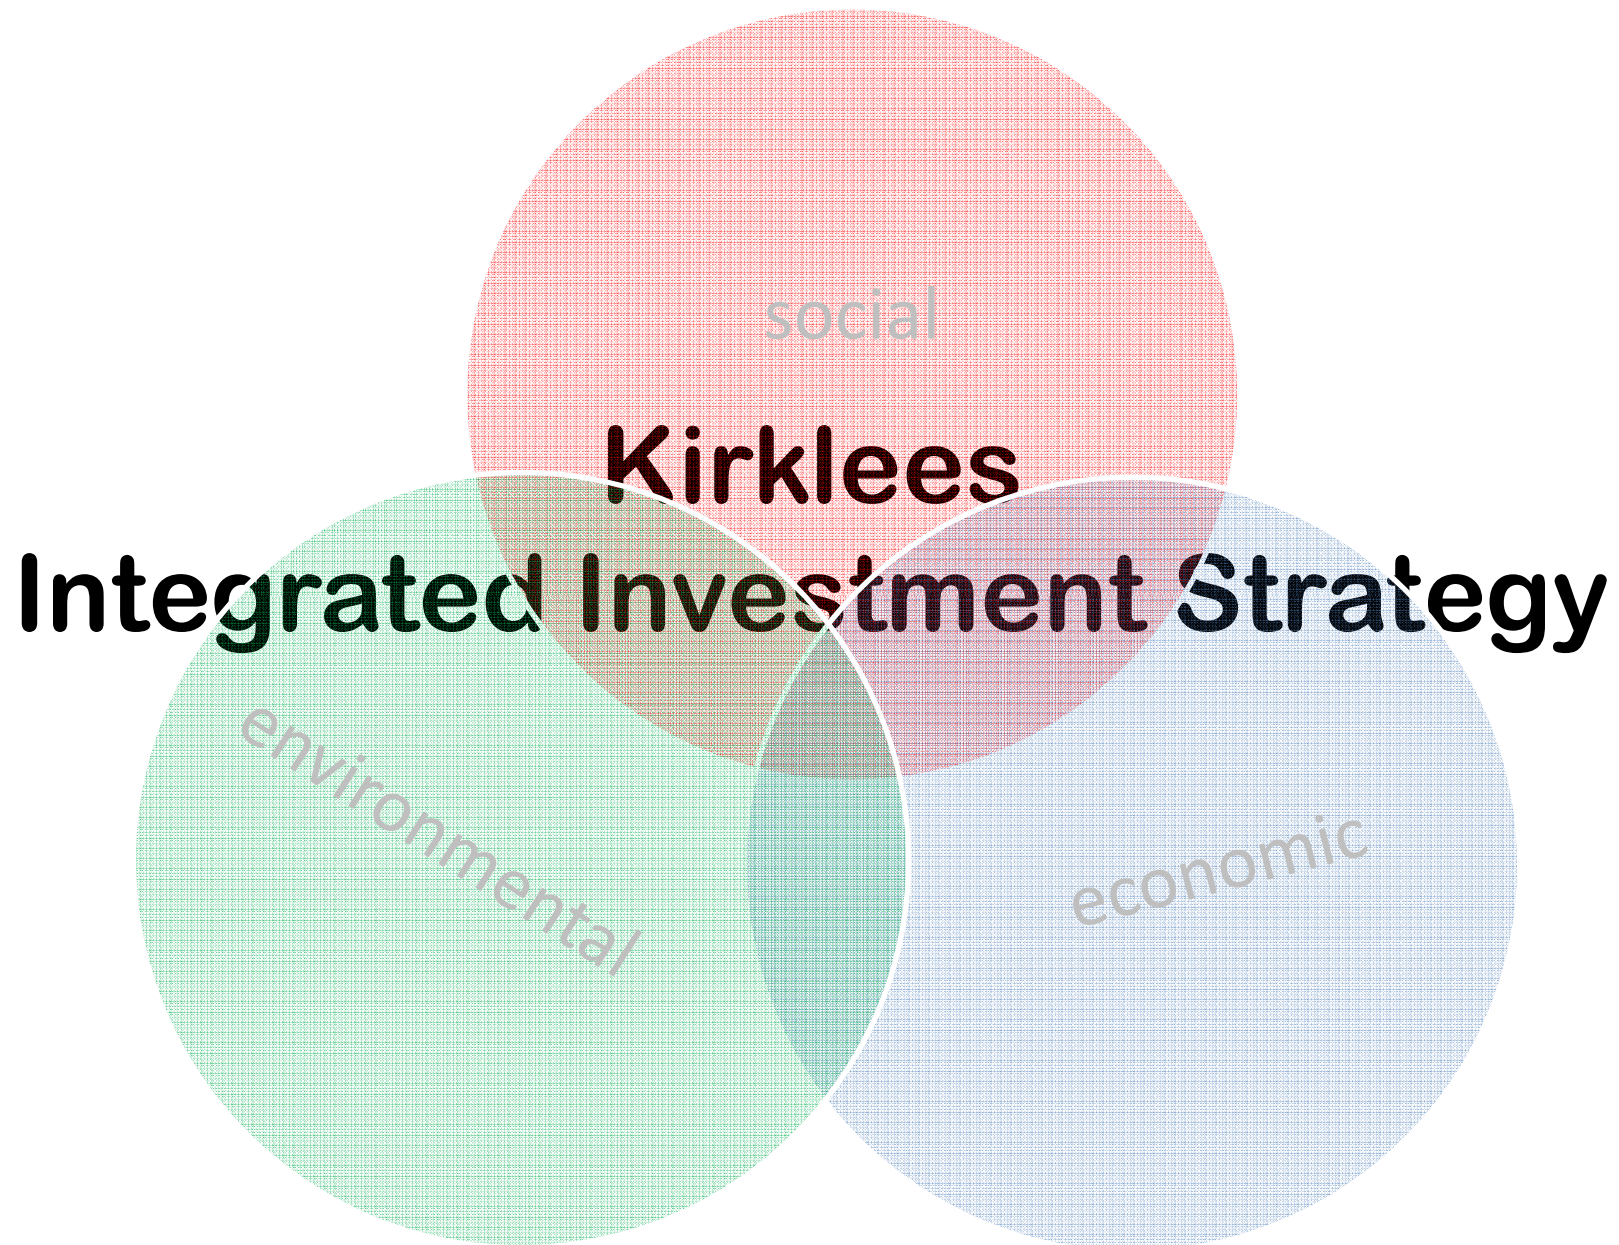 social
Kirklees
Integrated Investment Strategy
environmental
economic